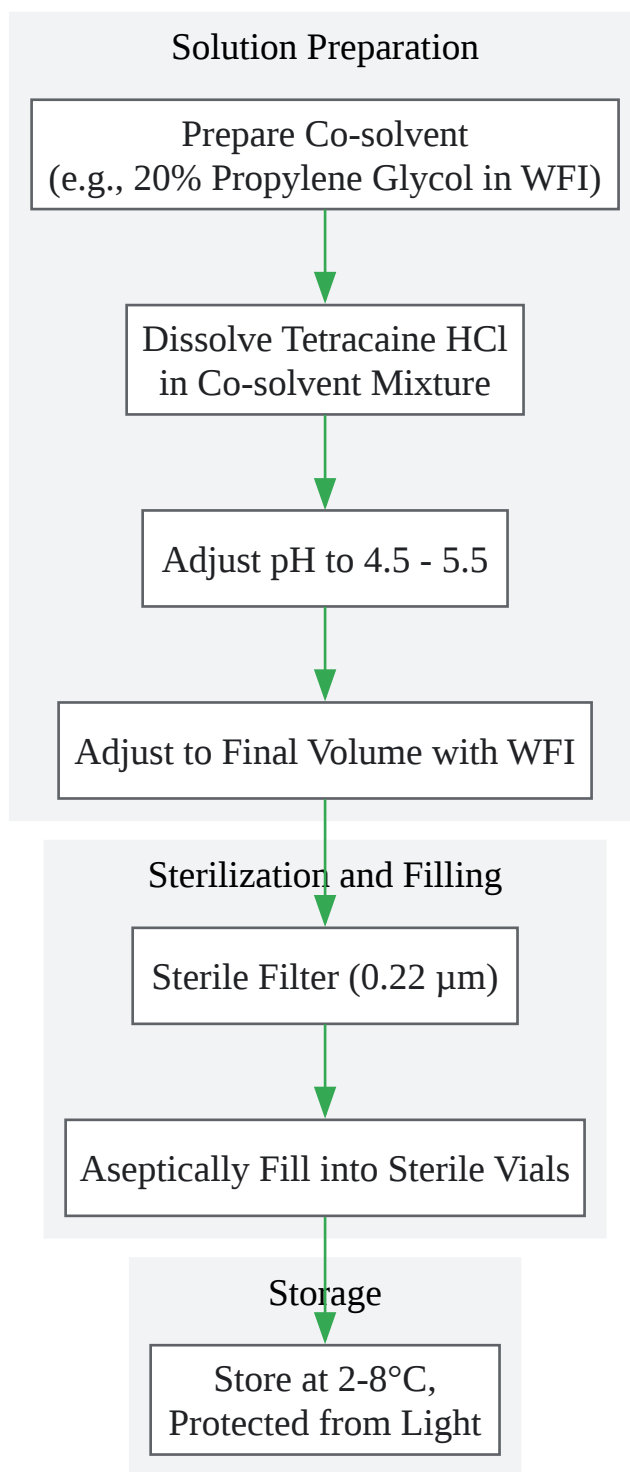 Solution Preparation
Prepare Co-solvent
(e.g., 20% Propylene Glycol in WFI)
Dissolve Tetracaine HCl
in Co-solvent Mixture
Adjust pH to 4.5 - 5.5
Adjust to Final Volume with WFI
Sterilization and Filling
Sterile Filter (0.22 µm)
Aseptically Fill into Sterile Vials
Storage
Store at 2-8°C,
Protected from Light